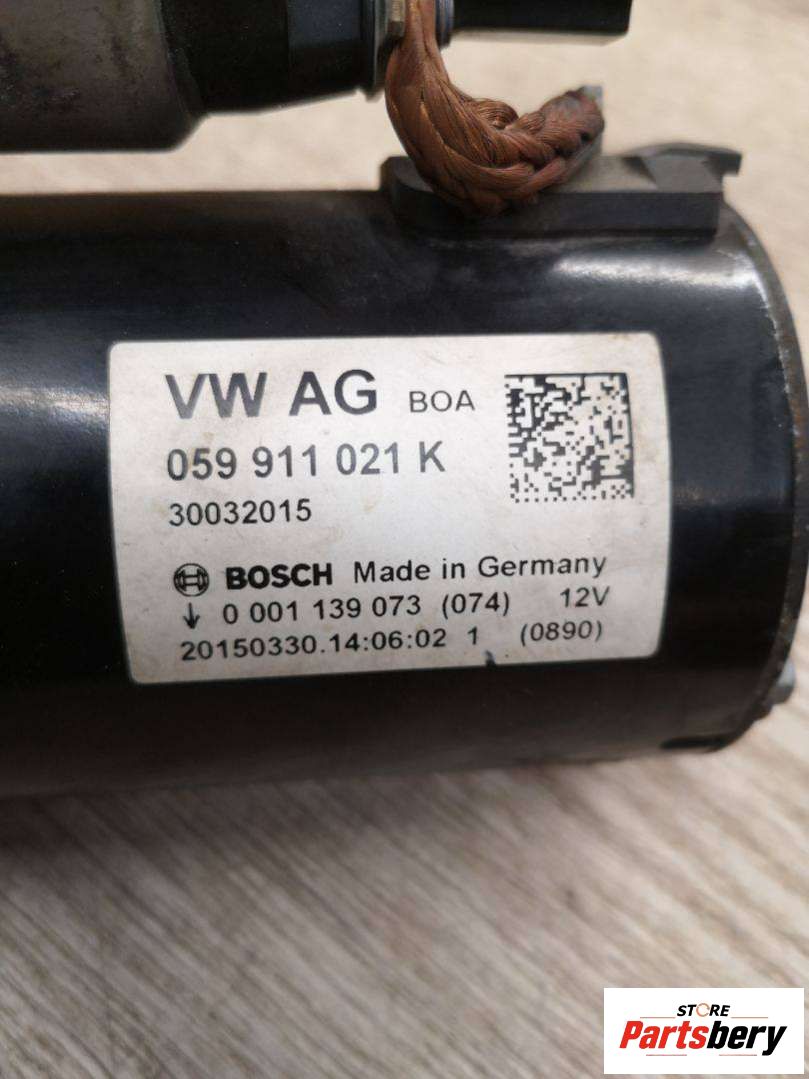 VW AG BOA
059 911 021 K
30032015
BOSCH Made in Germany
↓ 0 001 139 073 (074) 12V
20150330.14:06:02 1 (0890)
STORE
Partsbery